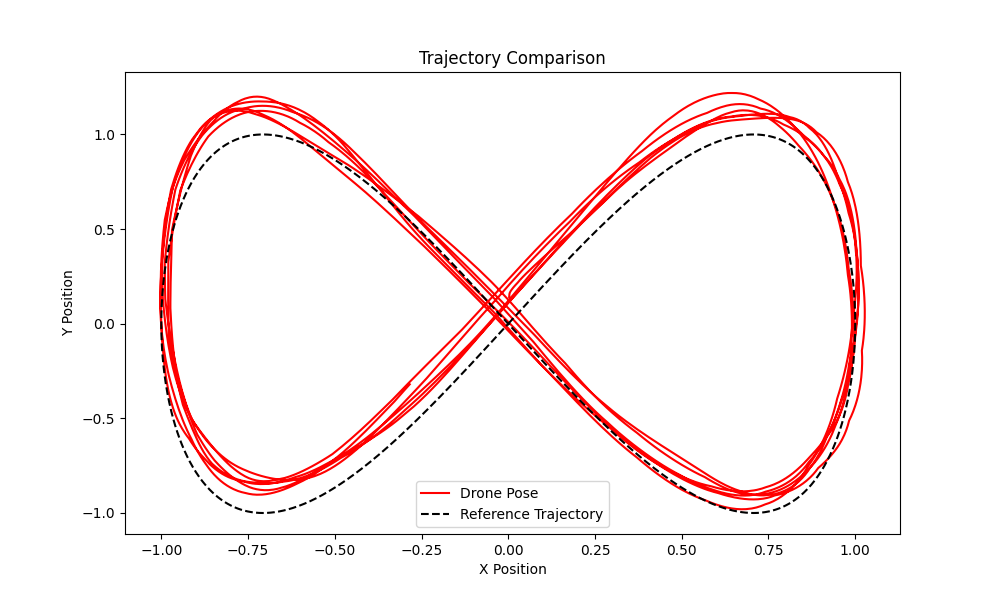 Trajectory Comparison
Y Position
1.0
0.5
0.0
−0.5
−1.0
Drone Pose
Reference Trajectory
−1.00 −0.75 −0.50 −0.25 0.00 0.25 0.50 0.75 1.00
X Position